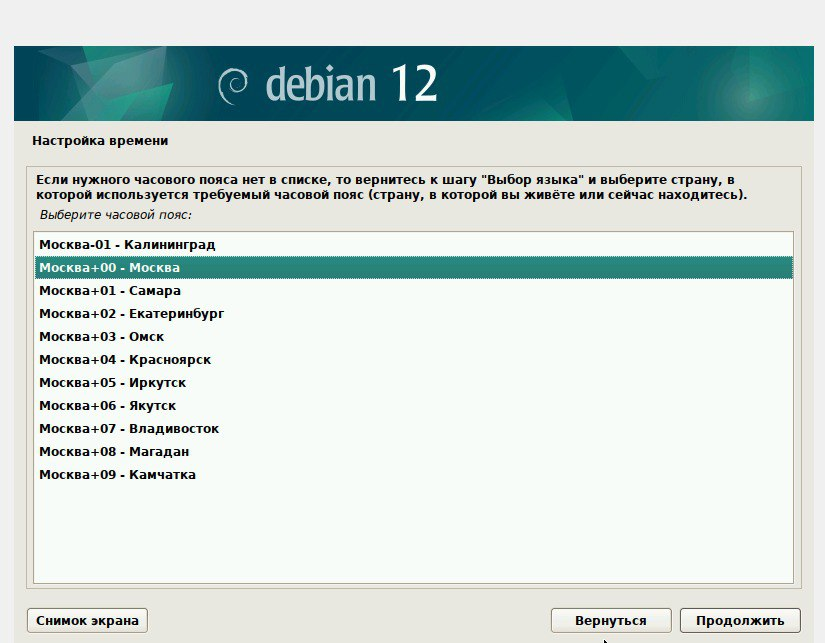 debian 12
Настройка времени
Если нужного часового пояса нет в списке, то вернитесь к шагу "Выбор языка" и выберите страну, в
которой используется требуемый часовой пояс (страну, в которой вы живёте или сейчас находитесь).
Выберите часовой пояс:
Москва-01 - Калининград
Москва+00 - Москва
Москва+01 - Самара
Москва+02 - Екатеринбург
Москва+03 - Омск
Москва+04 - Красноярск
Москва+05 - Иркутск
Москва+06 - Якутск
Москва+07 - Владивосток
Москва+08 - Магадан
Москва+09 - Камчатка
Снимок экрана
Вернуться
Продолжить